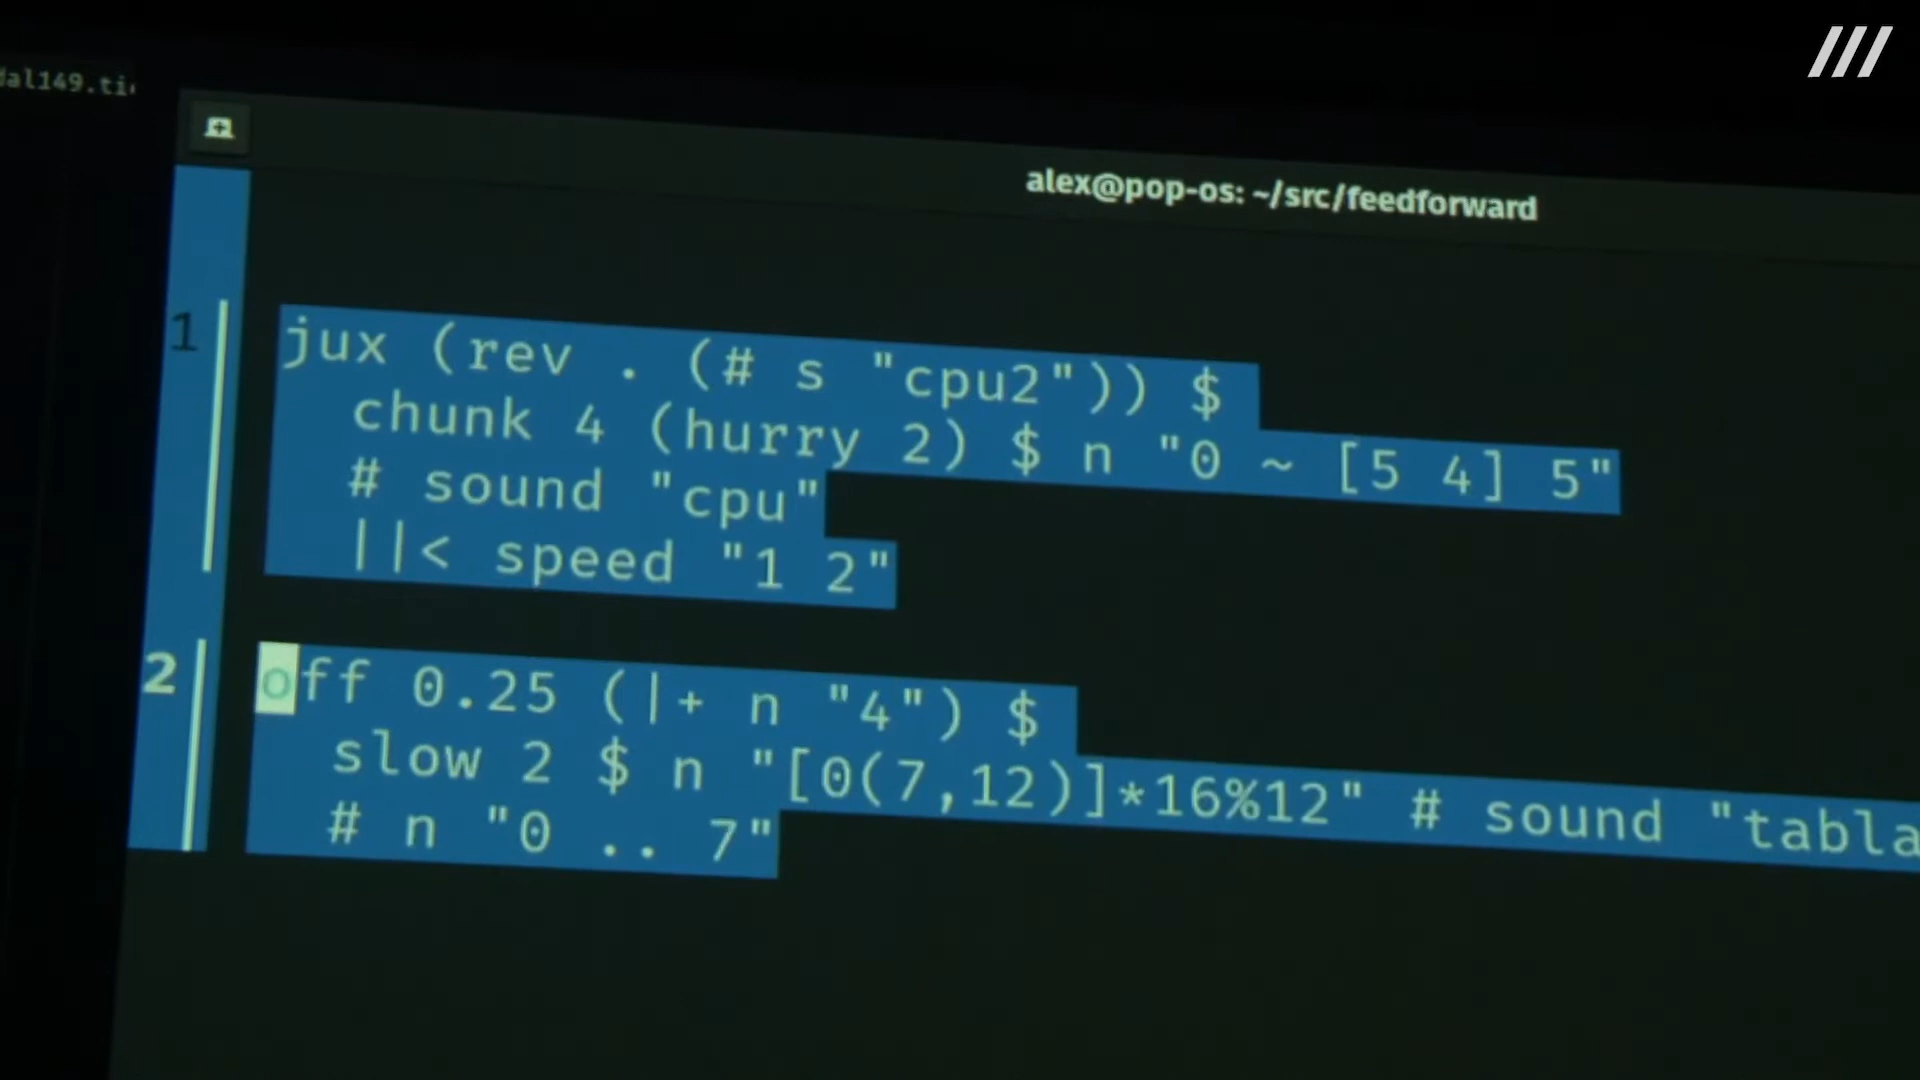 alex@pop-os: ~/src/feedforward
1
jux (rev . (# s "cpu2")) $
chunk 4 (hurry 2) $ n "0 ~ [5 4] 5"
# sound "cpu"
||< speed "1 2"
2
off 0.25 (|+ n "4") $
slow 2 $ n "[0(7,12)]*16%12" # sound "tabla
# n "0 .. 7"